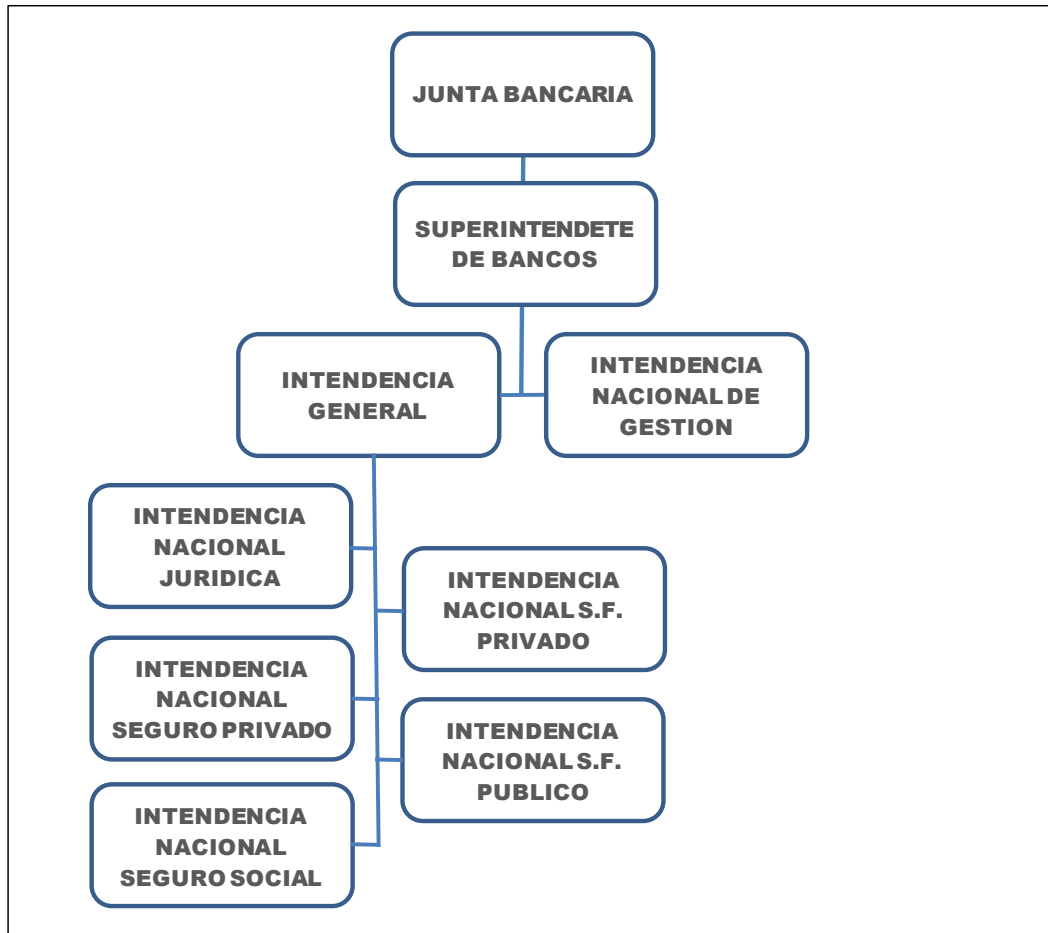 JUNTA BANCARIA
SUPERINTENDETE
DE BANCOS
INTENDENCIA
GENERAL
INTENDENCIA
NACIONAL DE
GESTION
INTENDENCIA
NACIONAL
JURIDICA
INTENDENCIA
NACIONAL S.F.
PRIVADO
INTENDENCIA
NACIONAL
SEGURO PRIVADO
INTENDENCIA
NACIONAL S.F.
PUBLICO
INTENDENCIA
NACIONAL
SEGURO SOCIAL